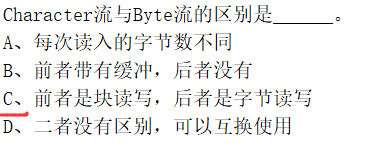 Character流与Byte流的区别是______。
A、每次读入的字节数不同
B、前者带有缓冲，后者没有
C、前者是块读写，后者是字节读写
D、二者没有区别，可以互换使用